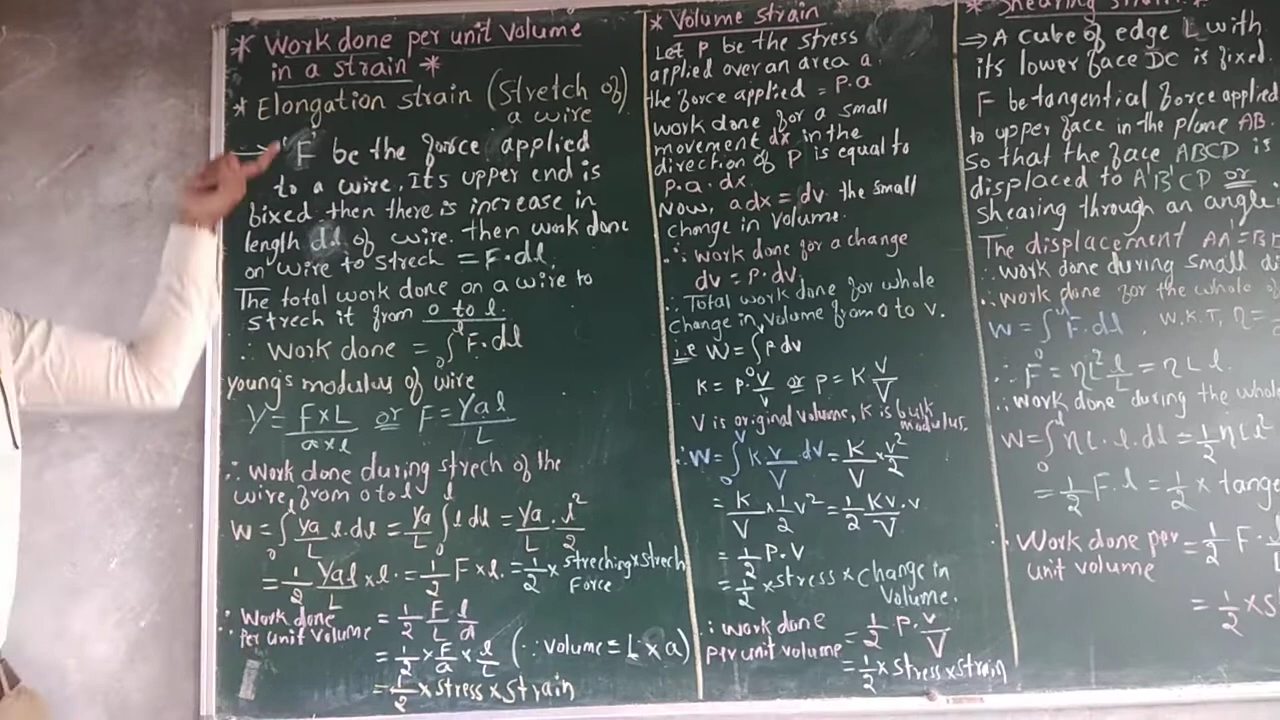 * Work done per unit volume
in a strain *
* Elongation strain (Stretch of)
a wire
→ F be the force applied
to a wire. Its upper end is
bixed then there is increase in
length dl of wire. then work done
on wire to strech = F.dl.
The total work done on a wire to
strech it from 0 to l.
∴ Work done = ₀∫ˡ F.dl
young's modulus of wire
Y = F×L / a×l or F = Yal / L
∴ Work done during strech of the
wire, from 0 to l
W = ₀∫ˡ Ya/L l.dl = Ya/L ₀∫ˡ l dl = Ya/L . l²/2
= 1/2 Yal/L × l. = 1/2 F × l. = 1/2 × streching × strech
Force
∴ Work done
Per unit volume = 1/2 F/L l/a
= 1/2 × F/a × l/L (∵ volume = L × a)
= 1/2 × stress × strain
* Volume strain
Let P be the stress
applied over an area a.
the force applied = P.a
work done for a small
movement dx in the
direction of P is equal to
P.a.dx.
Now, adx = dv the small
change in volume.
∴ work done for a change
dv = P.dv.
∴ Total work done for whole
change in volume from 0 to v.
i.e W = ₀∫ᵛ P dv
K = P.V/v or P = K v/V
V is original volume, K is bulk
modulus.
∴ W = ₀∫ᵛ K v/V dv = K/V × v²/2
= K/V × 1/2 v² = 1/2 Kv/V . v
= 1/2 P.V
= 1/2 × stress × change in
Volume.
∴ work done
per unit volume = 1/2 P.v/V
= 1/2 × stress × strain
* Shearing strain
⇒ A cube of edge L with
its lower face DC is fixed.
F be tangential force applied
to upper face in the plane AB.
So that the face ABCD is
displaced to A'B'CD or
shearing through an angle
The displacement AA' =
∴ work done during small
∴ work done for the whole
W = ₀∫ˡ F.dl , W.K.T, η =
∴ F = ηL² l/L = ηLl.
∴ work done during the whole
W = ₀∫ˡ ηL.l.dl = 1/2 ηLl²
= 1/2 F.l = 1/2 ×
∴ Work done per
unit volume = 1/2 F.
= 1/2 ×